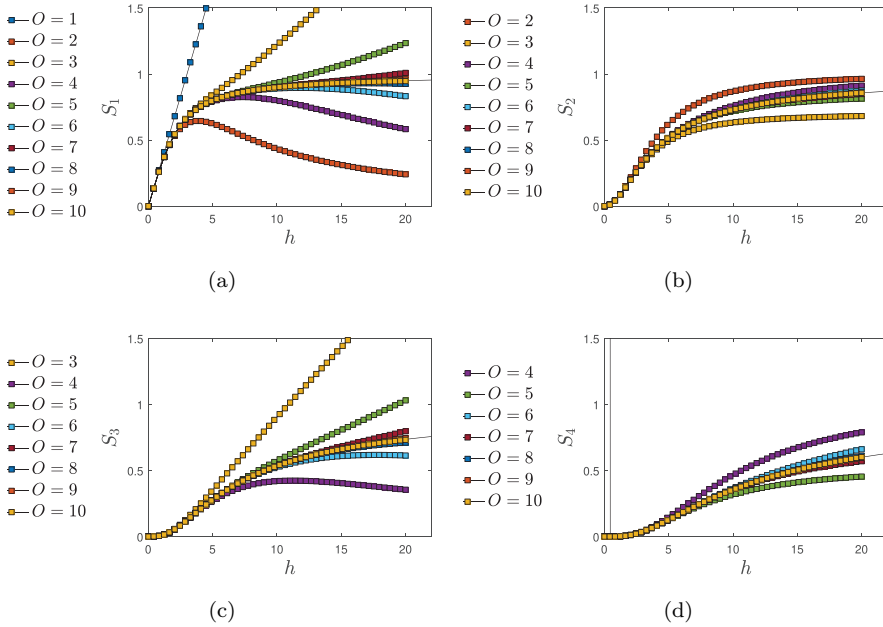 O = 1
O = 2
O = 3
O = 4
O = 5
O = 6
O = 7
O = 8
O = 9
O = 10
S₁
1.5
1
0.5
0
0 5 10 15 20
h
(a)
O = 2
O = 3
O = 4
O = 5
O = 6
O = 7
O = 8
O = 9
O = 10
S₂
1.5
1
0.5
0
0 5 10 15 20
h
(b)
O = 3
O = 4
O = 5
O = 6
O = 7
O = 8
O = 9
O = 10
S₃
1.5
1
0.5
0
0 5 10 15 20
h
(c)
O = 4
O = 5
O = 6
O = 7
O = 8
O = 9
O = 10
S₄
1.5
1
0.5
0
0 5 10 15 20
h
(d)